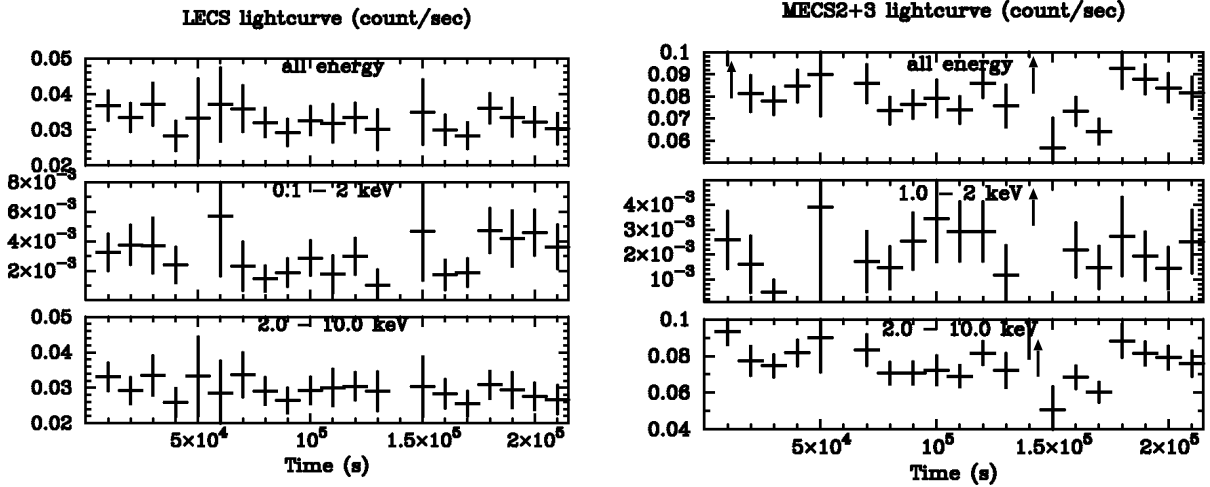 LECS lightcurve (count/sec)
all energy
0.05
0.04
0.03
0.02
0.1 − 2 keV
8×10⁻³
6×10⁻³
4×10⁻³
2×10⁻³
2.0 − 10.0 keV
0.05
0.04
0.03
0.02
5×10⁴ 10⁵ 1.5×10⁵ 2×10⁵
Time (s)
MECS2+3 lightcurve (count/sec)
all energy
0.1
0.09
0.08
0.07
0.06
1.0 − 2 keV
4×10⁻³
3×10⁻³
2×10⁻³
10⁻³
2.0 − 10.0 keV
0.1
0.08
0.06
0.04
5×10⁴ 10⁵ 1.5×10⁵ 2×10⁵
Time (s)